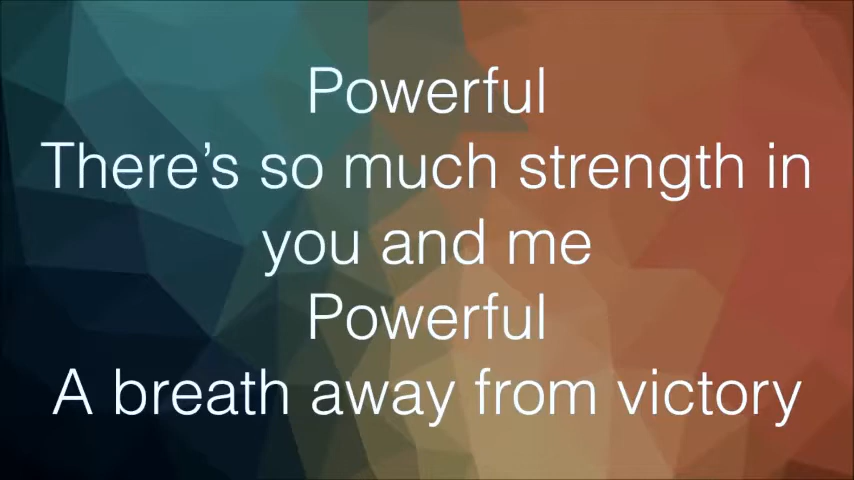 Powerful
There’s so much strength in
you and me
Powerful
A breath away from victory